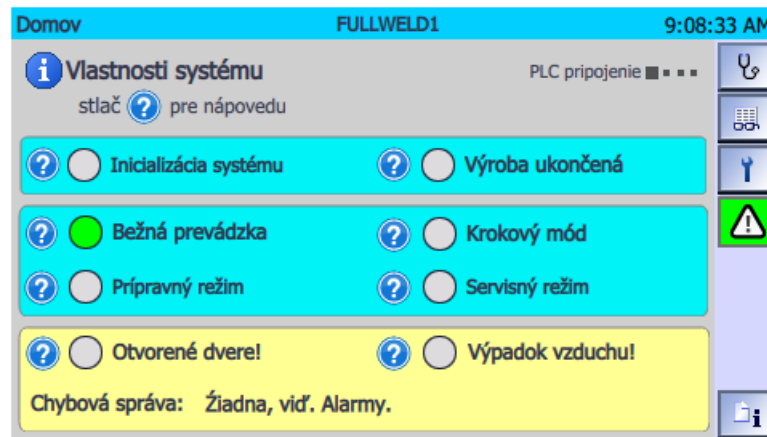 Domov FULLWELD1 9:08:33 AM
Vlastnosti systému
PLC pripojenie
stlač ? pre nápovedu
? Inicializácia systému ? Výroba ukončená
? Bežná prevádzka ? Krokový mód
? Prípravný režim ? Servisný režim
? Otvorené dvere! ? Výpadok vzduchu!
Chybová správa: Źiadna, viď. Alarmy.